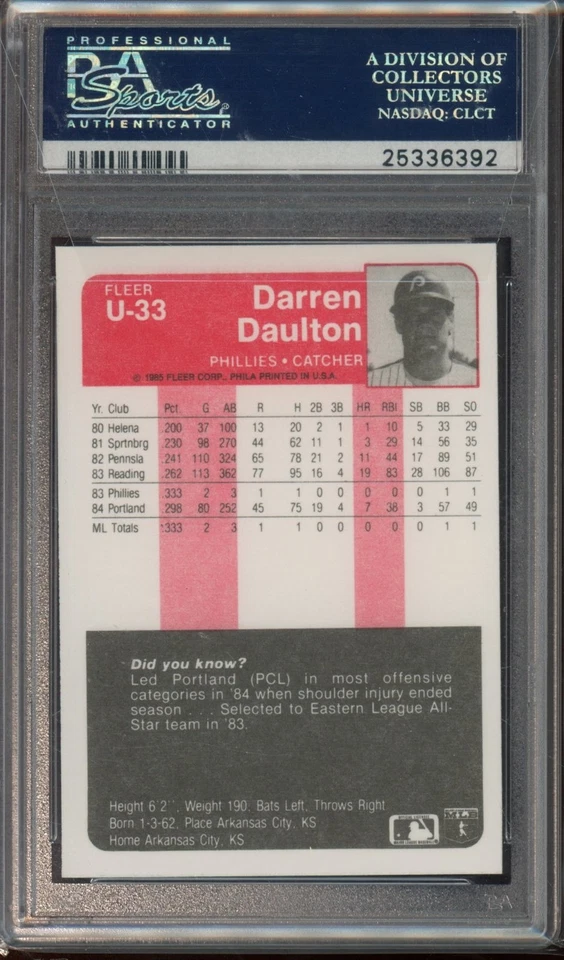 PROFESSIONAL
PSA
Sports
AUTHENTICATOR
A DIVISION OF
COLLECTORS
UNIVERSE
NASDAQ: CLCT
25336392
FLEER
U-33
Darren
Daulton
PHILLIES • CATCHER
© 1985 FLEER CORP., PHILA PRINTED IN U.S.A.
P
Yr. Club Pct. G AB R H 2B 3B HR RBI SB BB SO
80 Helena .200 37 100 13 20 2 1 1 10 5 33 29
81 Sprtnbrg .230 98 270 44 62 11 1 3 29 14 56 35
82 Pennsla .241 110 324 65 78 21 2 11 44 17 89 51
83 Reading .262 113 362 77 95 16 4 19 83 28 106 87
83 Phillies .333 2 3 1 1 0 0 0 0 0 1 1
84 Portland .298 80 252 45 75 19 4 7 38 3 57 49
ML Totals .333 2 3 1 1 0 0 0 0 0 1 1
Did you know?
Led Portland (PCL) in most offensive
categories in '84 when shoulder injury ended
season . . . Selected to Eastern League All-
Star team in '83.
Height 6'2'', Weight 190; Bats Left, Throws Right
Born 1-3-62, Place Arkansas City, KS
Home Arkansas City, KS
MLB